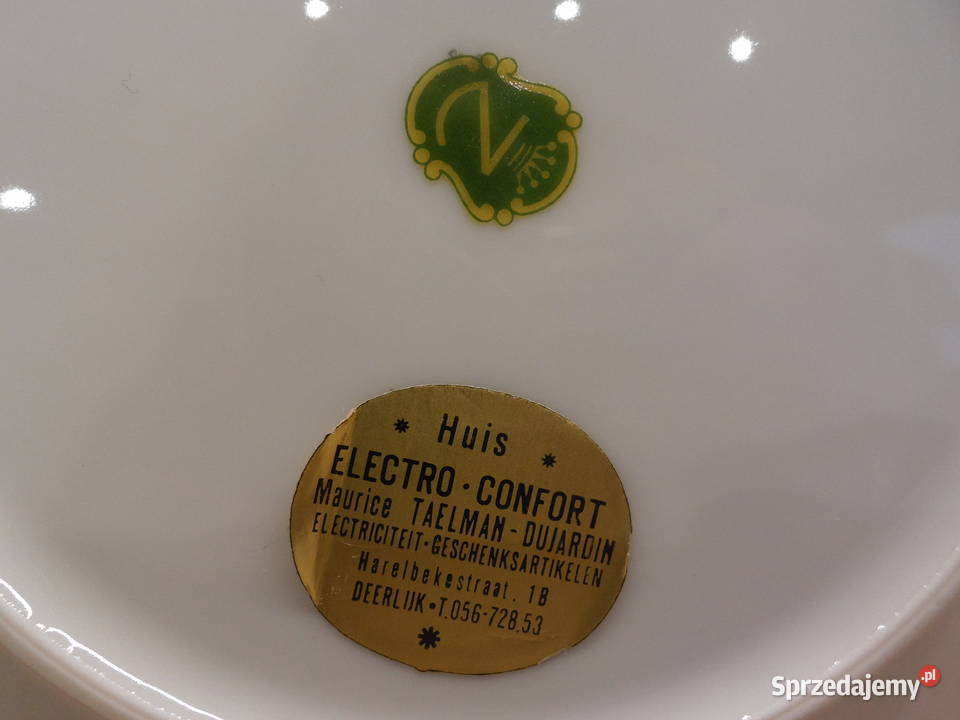 Huis
ELECTRO · CONFORT
Maurice TAELMAN - DUJARDIN
ELECTRICITEIT · GESCHENKSARTIKELEN
Harelbekestraat. 1B
DEERLIJK · T.056-728.53
Sprzedajemy.pl